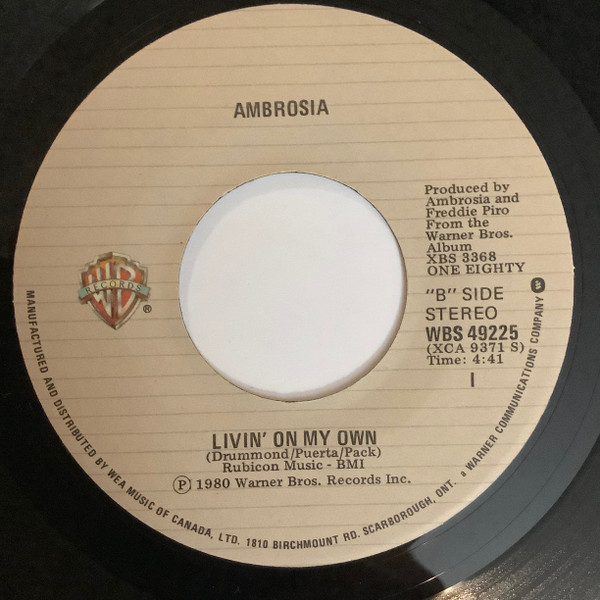 AMBROSIA
Produced by
Ambrosia and
Freddie Piro
From the
Warner Bros.
Album
XBS 3368
ONE EIGHTY
"B" SIDE
STEREO
WBS 49225
(XCA 9371 S)
Time: 4:41
I
WB
RECORDS
®
LIVIN' ON MY OWN
(Drummond/Puerta/Pack)
Rubicon Music - BMI
Ⓟ 1980 Warner Bros. Records Inc.
MANUFACTURED AND DISTRIBUTED BY WEA MUSIC OF CANADA, LTD. 1810 BIRCHMOUNT RD. SCARBOROUGH, ONT. a WARNER COMMUNICATIONS COMPANY